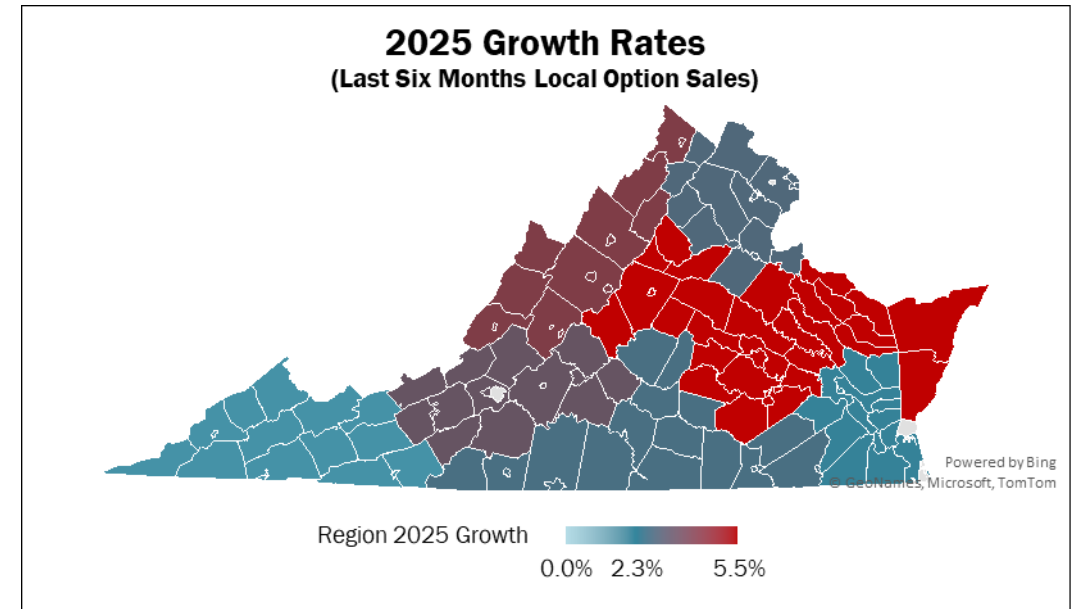 2025 Growth Rates
(Last Six Months Local Option Sales)
Powered by Bing
© GeoNames, Microsoft, TomTom
Region 2025 Growth
0.0% 2.3% 5.5%